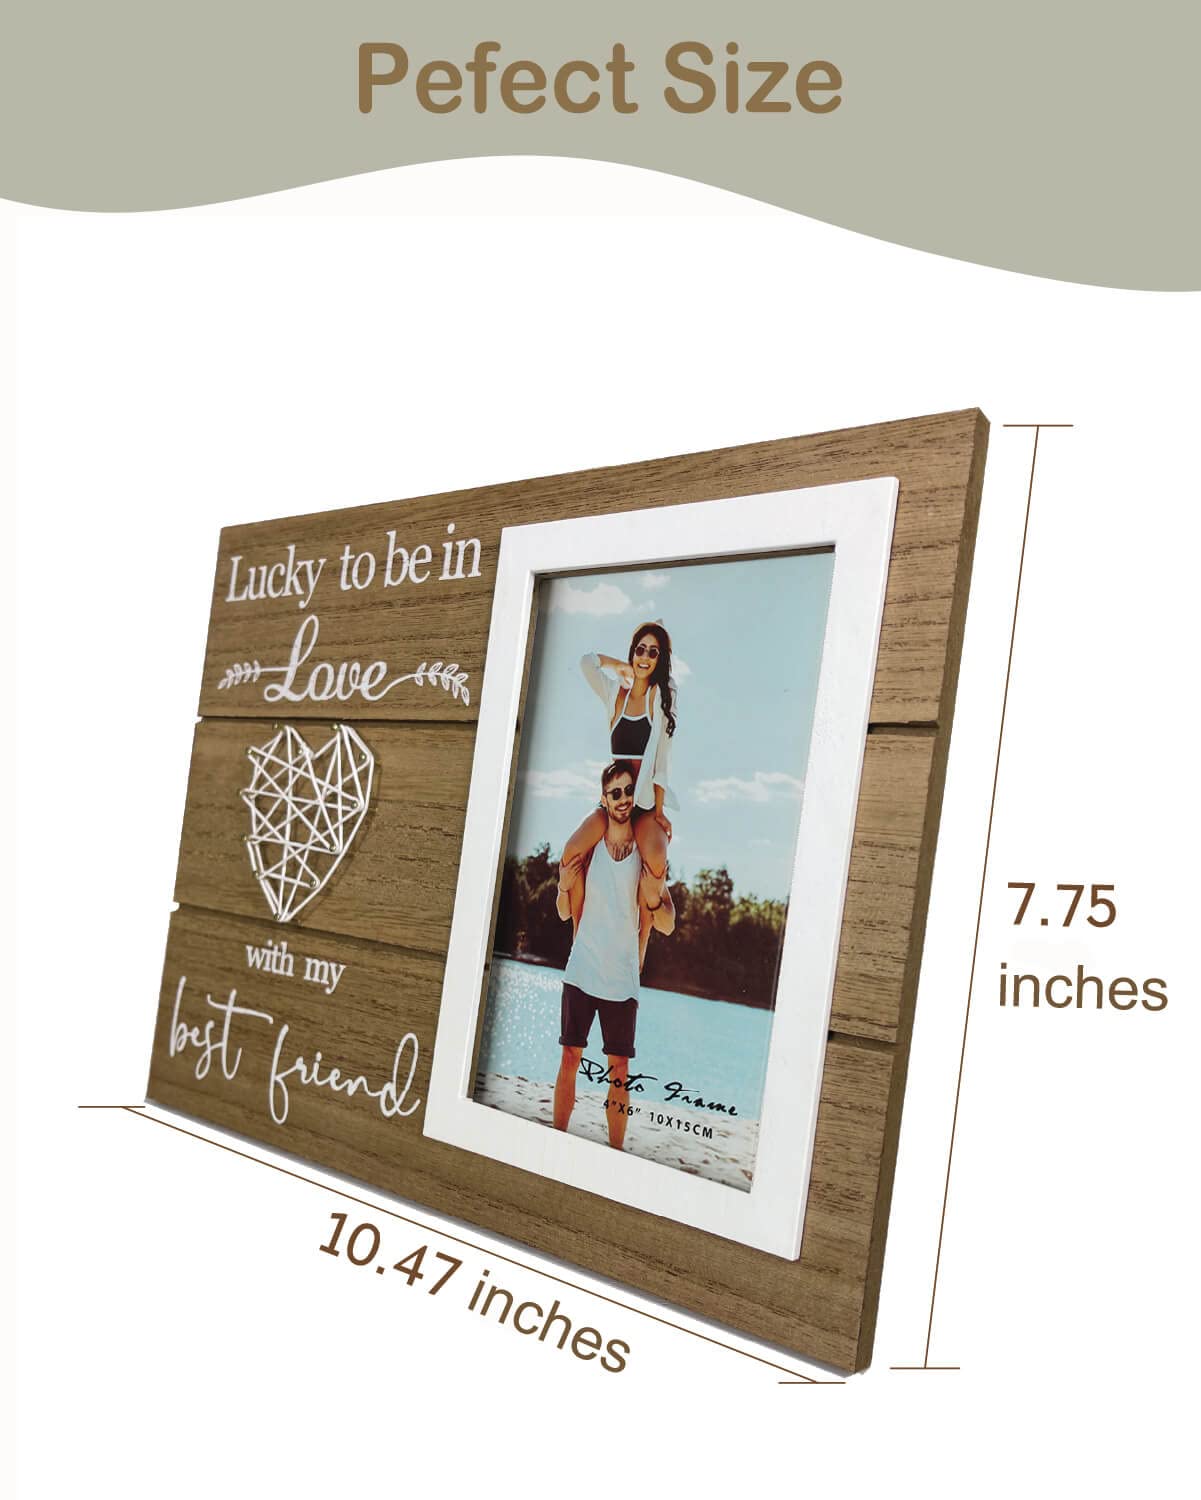 Pefect Size
Lucky to be in
Love
with my
best friend
Photo Frame
4"X6" 10X15CM
7.75
inches
10.47 inches